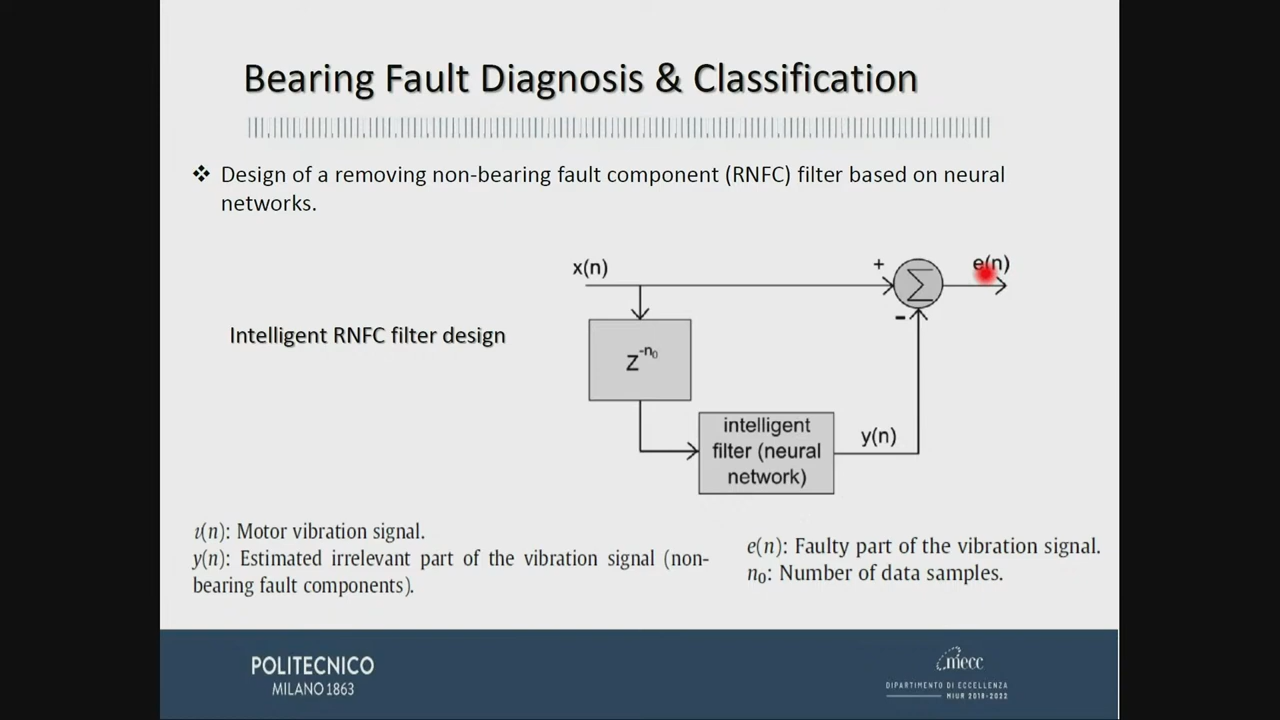 Bearing Fault Diagnosis & Classification
❖ Design of a removing non-bearing fault component (RNFC) filter based on neural
networks.
x(n)
+
e(n)
Σ
-
Intelligent RNFC filter design
z^-n₀
intelligent
filter (neural
network)
y(n)
ι(n): Motor vibration signal.
y(n): Estimated irrelevant part of the vibration signal (non-
bearing fault components).
e(n): Faulty part of the vibration signal.
n₀: Number of data samples.
POLITECNICO
MILANO 1863
mecc
DIPARTIMENTO DI ECCELLENZA
MIUR 2018-2022